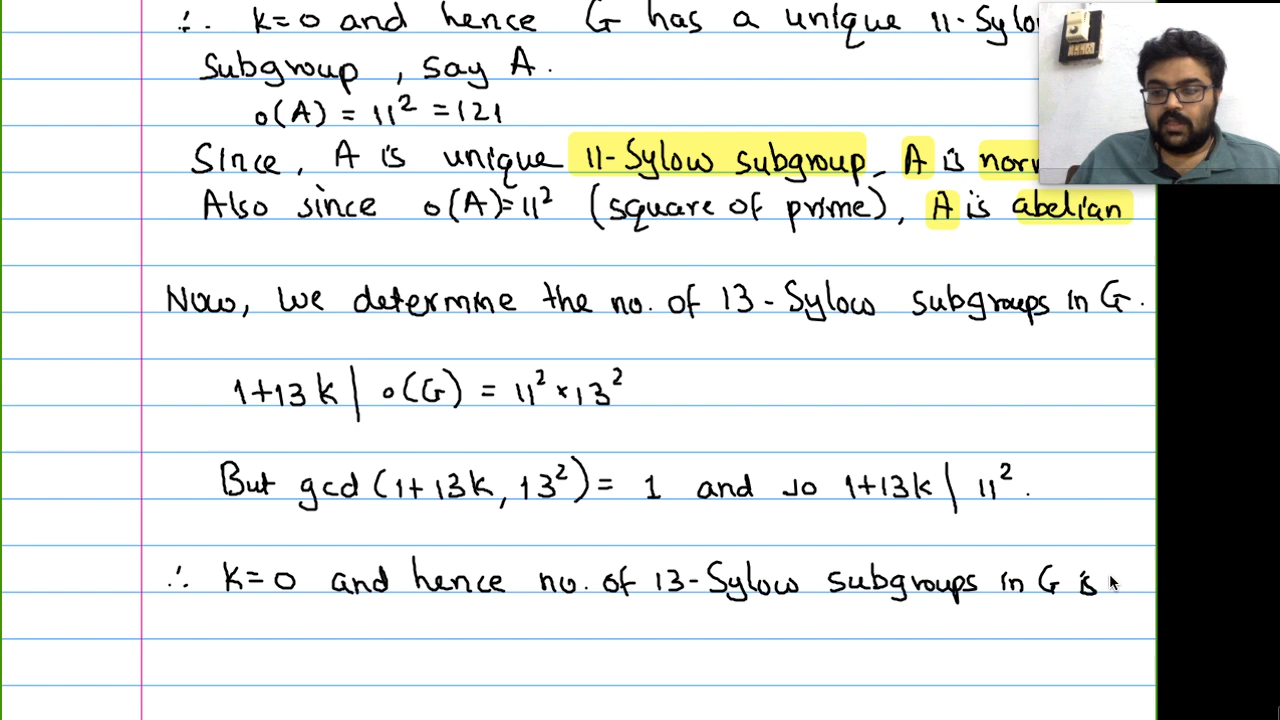 ∴ k=0 and hence G has a unique 11-Sylow
Subgroup, say A.
o(A) = 11² = 121
Since, A is unique 11-Sylow subgroup, A is
Also since o(A)=11² (square of prime), A is abelian
Now, we determine the no. of 13-Sylow subgroups in G.
1+13k | o(G) = 11² × 13²
But gcd (1+13k, 13²) = 1 and so 1+13k | 11².
∴ k=0 and hence no. of 13-Sylow subgroups in G is